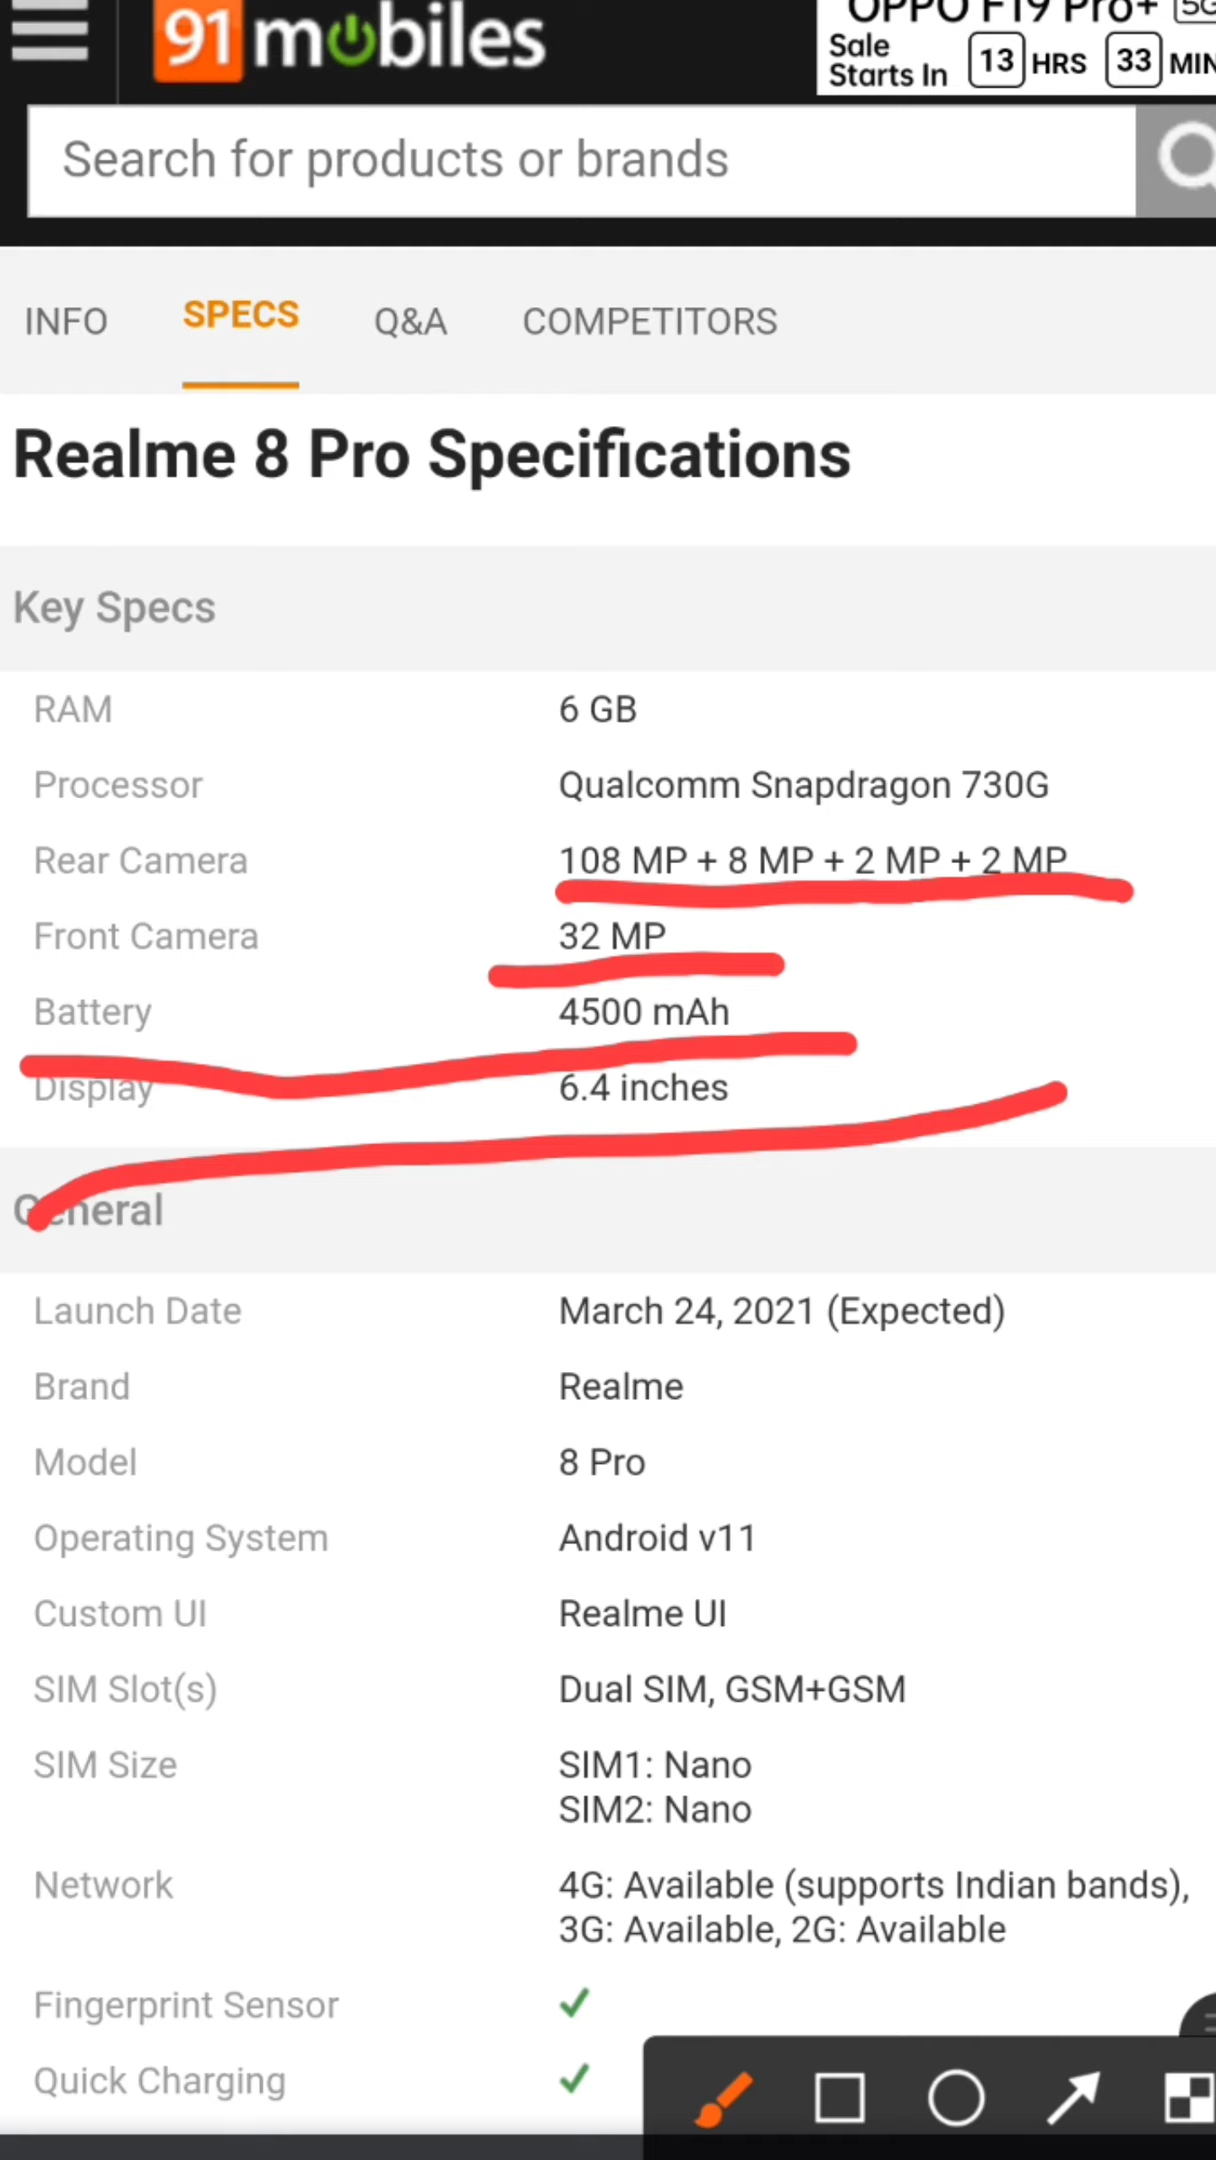 91mobiles
OPPO F19 Pro+ 5G
Sale
Starts In 13 HRS 33 MIN
Search for products or brands
INFO SPECS Q&A COMPETITORS
Realme 8 Pro Specifications
Key Specs
RAM 6 GB
Processor Qualcomm Snapdragon 730G
Rear Camera 108 MP + 8 MP + 2 MP + 2 MP
Front Camera 32 MP
Battery 4500 mAh
Display 6.4 inches
General
Launch Date March 24, 2021 (Expected)
Brand Realme
Model 8 Pro
Operating System Android v11
Custom UI Realme UI
SIM Slot(s) Dual SIM, GSM+GSM
SIM Size SIM1: Nano
SIM2: Nano
Network 4G: Available (supports Indian bands),
3G: Available, 2G: Available
Fingerprint Sensor
Quick Charging